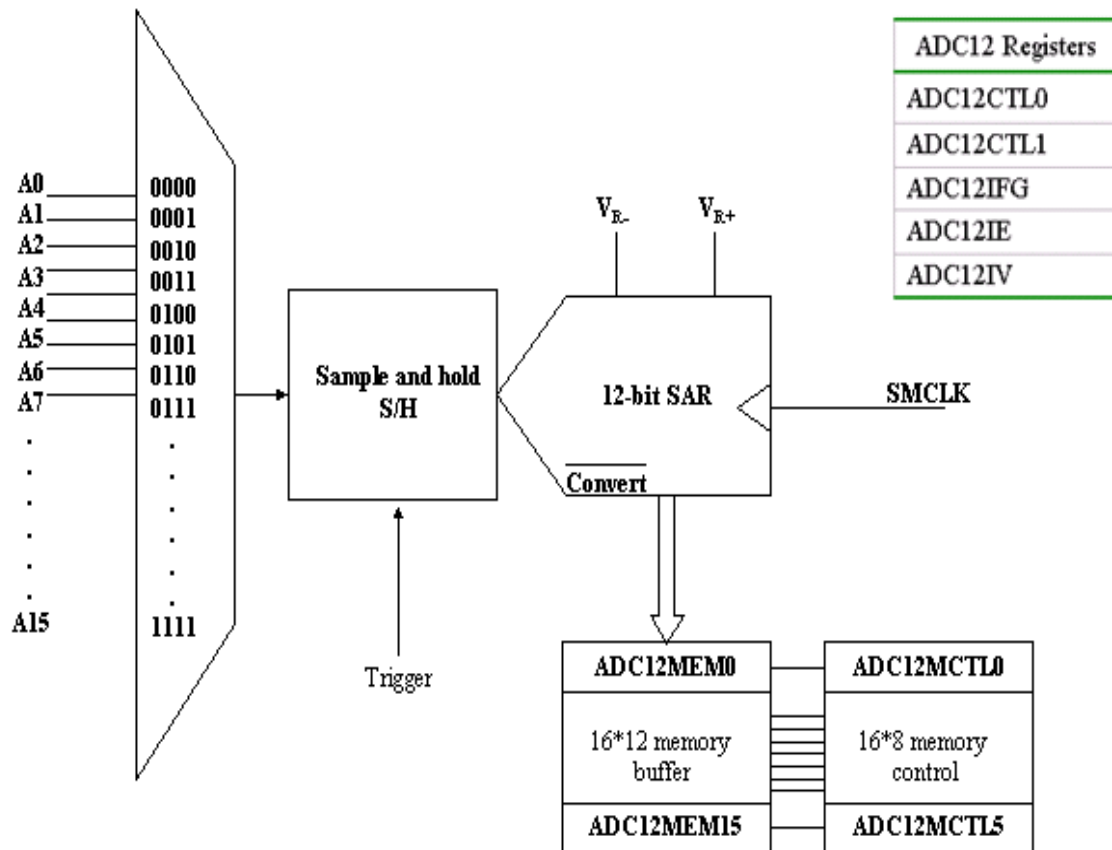 ADC12 Registers
ADC12CTL0
ADC12CTL1
ADC12IFG
ADC12IE
ADC12IV
A0
A1
A2
A3
A4
A5
A6
A7
A15
0000
0001
0010
0011
0100
0101
0110
0111
1111
Sample and hold
S/H
Trigger
VR-
VR+
12-bit SAR
Convert
SMCLK
ADC12MEM0
16*12 memory
buffer
ADC12MEM15
ADC12MCTL0
16*8 memory
control
ADC12MCTL5